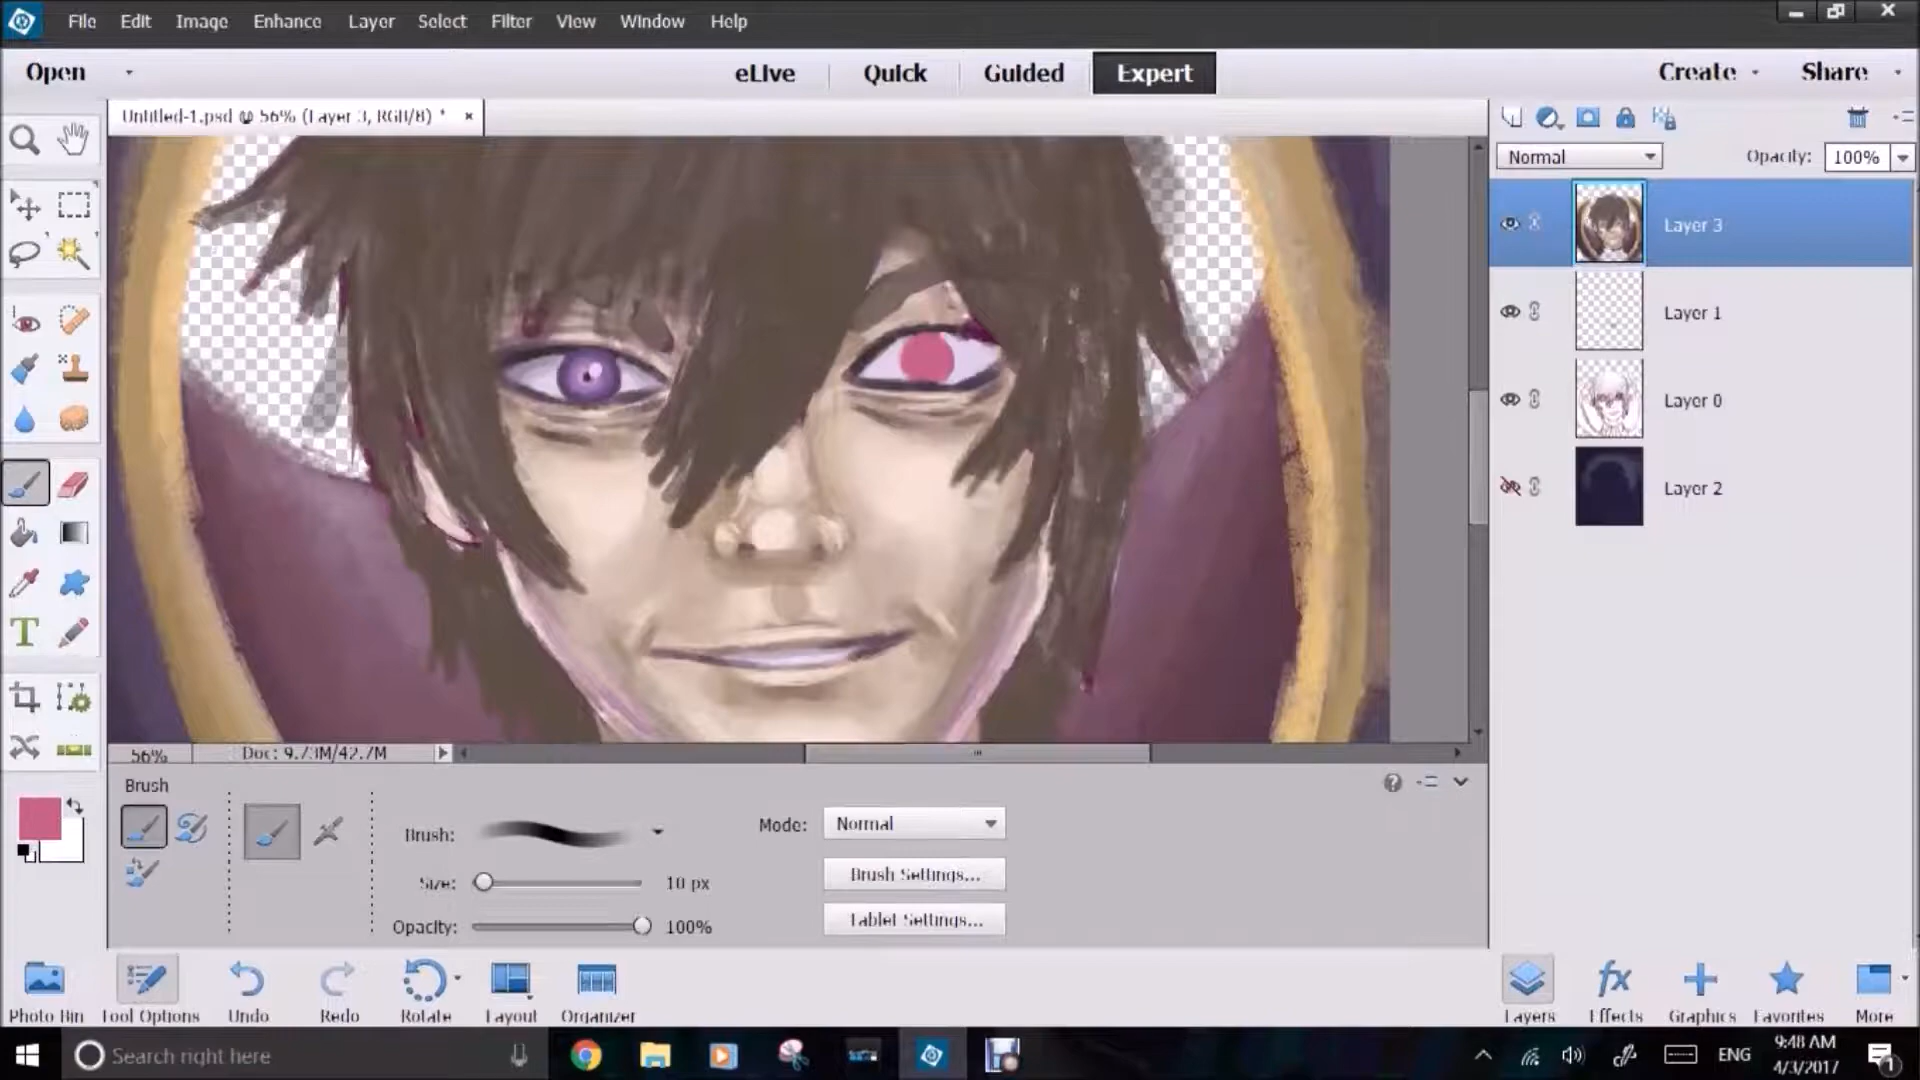 File Edit Image Enhance Layer Select Filter View Window Help
Open eLive Quick Guided Expert Create Share
Untitled-1.psd @ 56% (Layer 3, RGB/8) * ×
Normal Opacity: 100%
Layer 3
Layer 1
Layer 0
Layer 2
56% Doc: 9.73M/42.7M
Brush
Brush: Mode: Normal
Size: 10 px Brush Settings...
Opacity: 100% Tablet Settings...
Photo Bin Tool Options Undo Redo Rotate Layout Organizer Layers Effects Graphics Favorites More
Search right here ENG 9:48 AM
4/3/2017